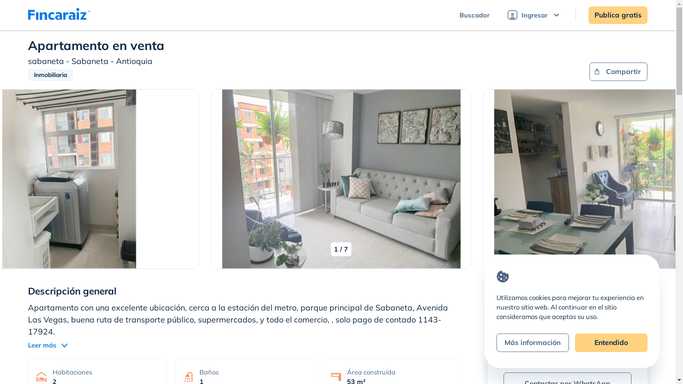 Fincaraiz
Buscador
Ingresar
Publica gratis
Apartamento en venta
sabaneta - Sabaneta - Antioquia
Inmobiliaria
Compartir
1 / 7
Descripción general
Apartamento con una excelente ubicación, cerca a la estación del metro, parque principal de Sabaneta, Avenida
Las Vegas, buena ruta de transporte público, supermercados, y todo el comercio, , solo pago de contado 1143-
17924.
Leer más
Habitaciones
2
Baños
1
Área construida
53 m²
Utilizamos cookies para mejorar tu experiencia en
nuestro sitio web. Al continuar en el sitio
consideramos que aceptas su uso.
Más información
Entendido
Contactar por WhatsApp